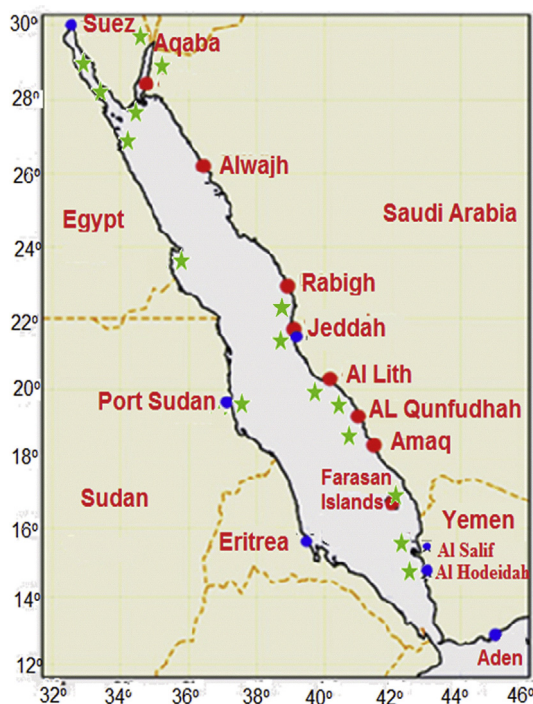 30°
Suez
Aqaba
28°
26°
Alwajh
Egypt
Saudi Arabia
24°
Rabigh
22°
Jeddah
Al Lith
20°
Port Sudan
AL Qunfudhah
Amaq
18°
Farasan
Islands
Sudan
Yemen
16°
Eritrea
Al Salif
Al Hodeidah
14°
12°
Aden
32° 34° 36° 38° 40° 42° 44° 46°